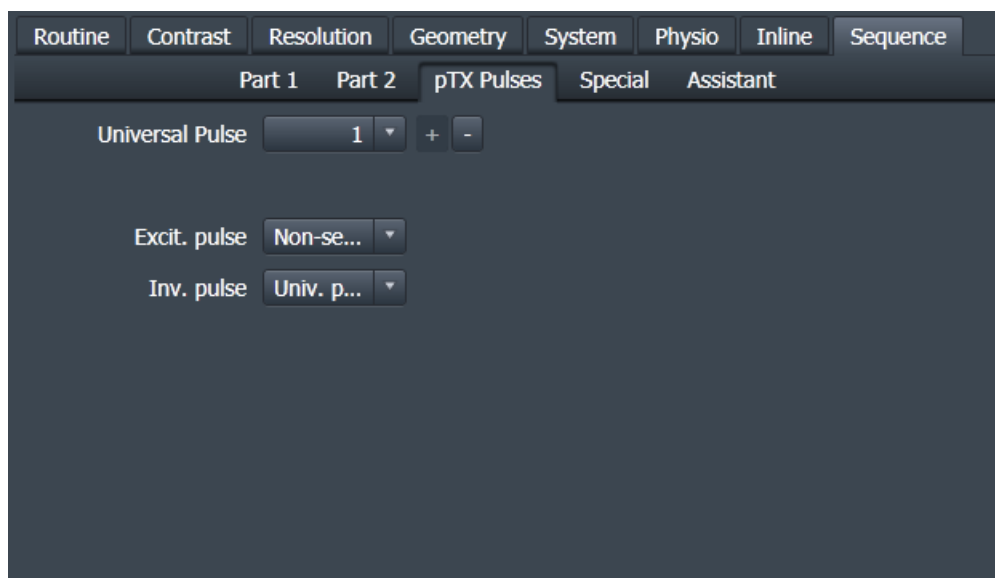 Routine Contrast Resolution Geometry System Physio Inline Sequence
Part 1 Part 2 pTX Pulses Special Assistant
Universal Pulse 1 + -
Excit. pulse Non-se...
Inv. pulse Univ. p...